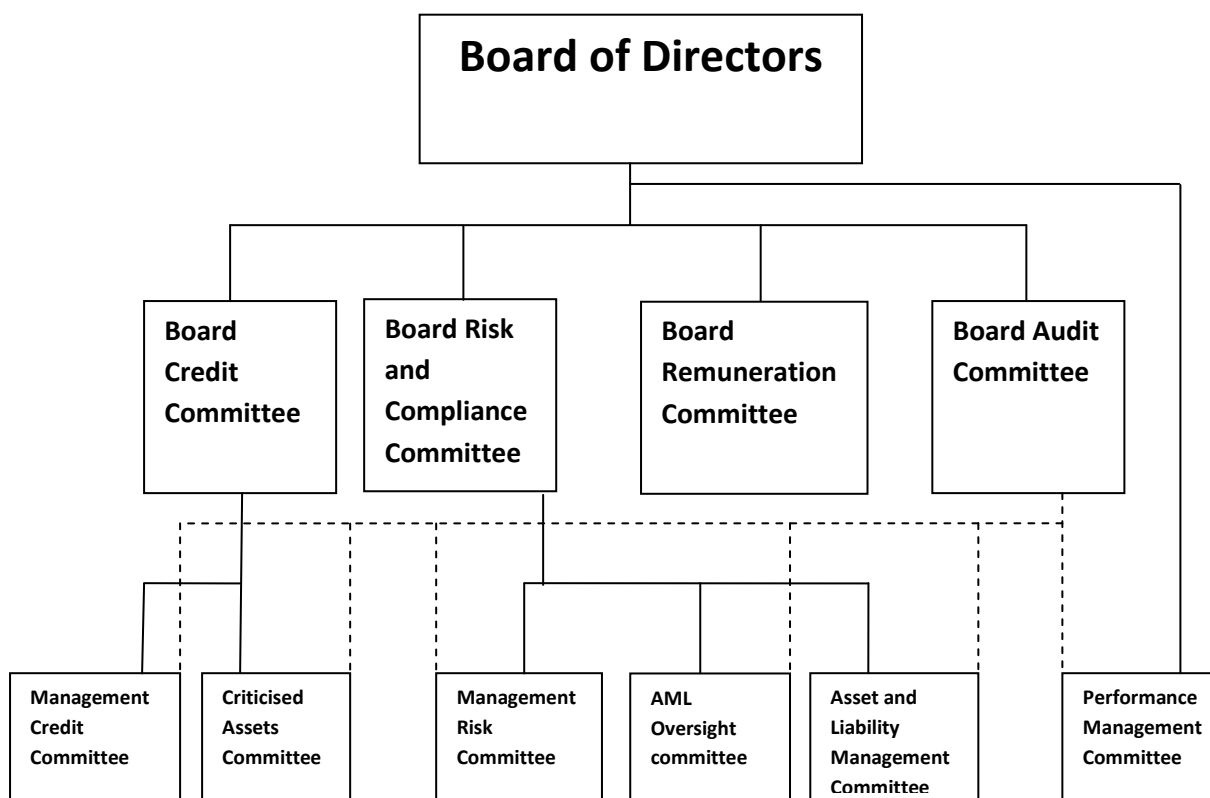 Board of Directors
Board
Credit
Committee
Board Risk
and
Compliance
Committee
Board
Remuneration
Committee
Board Audit
Committee
Management
Credit
Committee
Criticised
Assets
Committee
Management
Risk
Committee
AML
Oversight
committee
Asset and
Liability
Management
Committee
Performance
Management
Committee